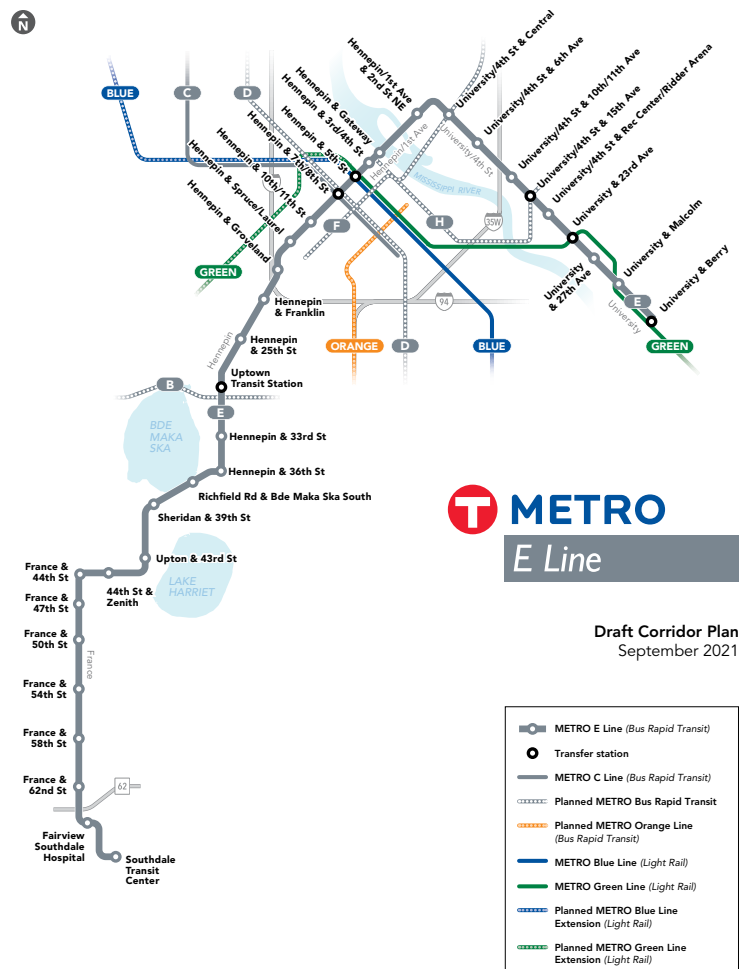 N
BLUE
C
D
Hennepin/1st Ave
& 2nd St NE
University/4th St & Central
University/4th St & 6th Ave
University/4th St & 10th/11th Ave
University/4th St & 15th Ave
University/4th St & Rec Center/Ridder Arena
University & 23rd Ave
University
& 27th Ave
University & Malcolm
University & Berry
Hennepin & Gateway
Hennepin & 3rd/4th St
Hennepin & 5th St
Hennepin & 7th/8th St
Hennepin & 10th/11th St
Hennepin & Spruce/Laurel
Hennepin & Groveland
Hennepin/1st Ave
University/4th St
MISSISSIPPI RIVER
F
H
35W
94
GREEN
E
University
Hennepin
& Franklin
Hennepin
Hennepin
& 25th St
ORANGE
D
BLUE
GREEN
Uptown
Transit Station
B
E
BDE
MAKA
SKA
Hennepin & 33rd St
Hennepin & 36th St
Richfield Rd & Bde Maka Ska South
Sheridan & 39th St
Upton & 43rd St
LAKE
HARRIET
France &
44th St
44th St &
Zenith
France &
47th St
France &
50th St
France
France &
54th St
France &
58th St
France &
62nd St
62
Fairview
Southdale
Hospital
Southdale
Transit
Center
T METRO
E Line
Draft Corridor Plan
September 2021
METRO E Line (Bus Rapid Transit)
Transfer station
METRO C Line (Bus Rapid Transit)
Planned METRO Bus Rapid Transit
Planned METRO Orange Line
(Bus Rapid Transit)
METRO Blue Line (Light Rail)
METRO Green Line (Light Rail)
Planned METRO Blue Line
Extension (Light Rail)
Planned METRO Green Line
Extension (Light Rail)